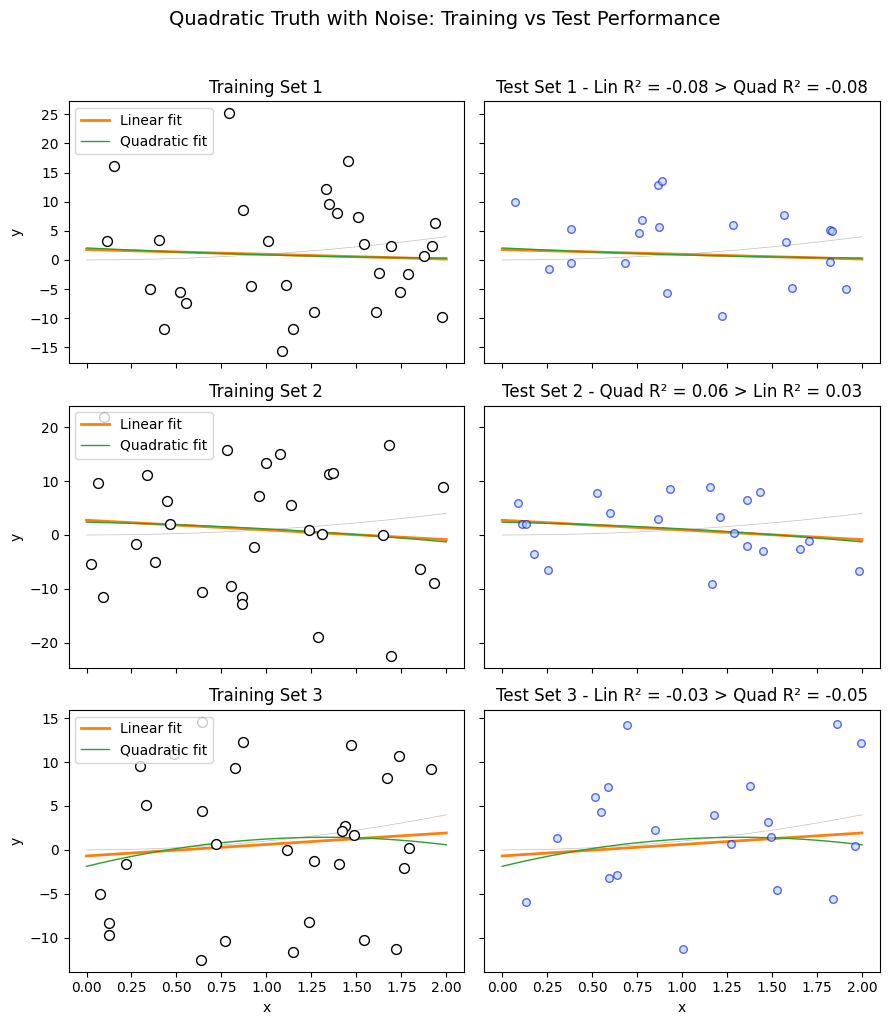 Quadratic Truth with Noise: Training vs Test Performance
Training Set 1
Test Set 1 - Lin R² = -0.08 > Quad R² = -0.08
Linear fit
Quadratic fit
y
25
20
15
10
5
0
−5
−10
−15
Training Set 2
Test Set 2 - Quad R² = 0.06 > Lin R² = 0.03
Linear fit
Quadratic fit
y
20
10
0
−10
−20
Training Set 3
Test Set 3 - Lin R² = -0.03 > Quad R² = -0.05
Linear fit
Quadratic fit
y
15
10
5
0
−5
−10
0.00 0.25 0.50 0.75 1.00 1.25 1.50 1.75 2.00
0.00 0.25 0.50 0.75 1.00 1.25 1.50 1.75 2.00
x
x